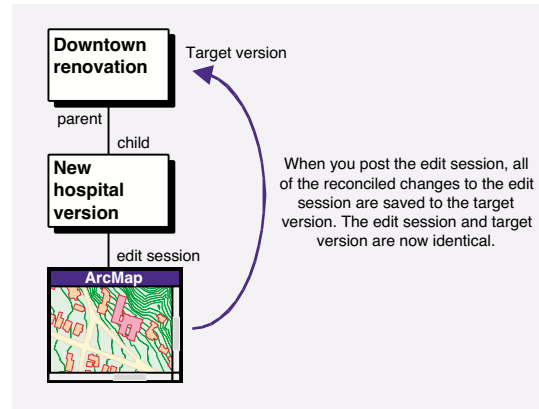 Downtown
renovation
Target version
parent
child
New
hospital
version
When you post the edit session, all
of the reconciled changes to the edit
session are saved to the target
version. The edit session and target
version are now identical.
edit session
ArcMap